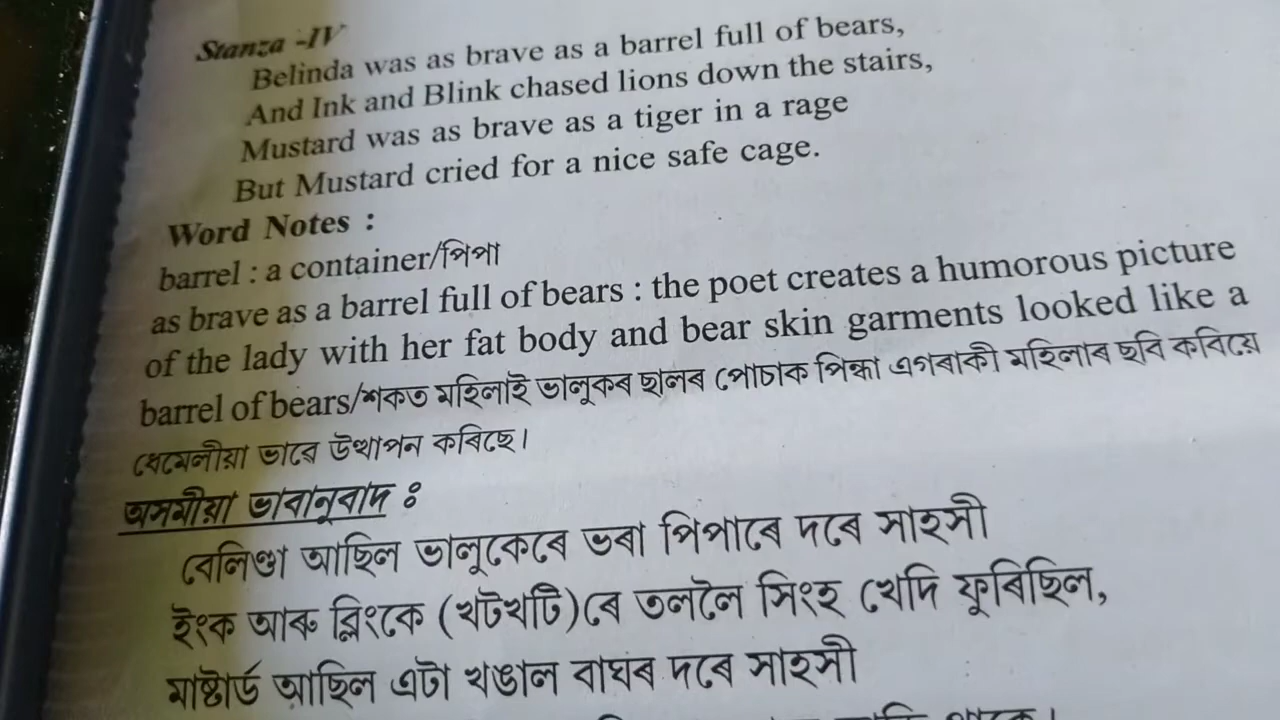 Stanza -IV
Belinda was as brave as a barrel full of bears,
And Ink and Blink chased lions down the stairs,
Mustard was as brave as a tiger in a rage
But Mustard cried for a nice safe cage.
Word Notes :
barrel : a container/পিপা
as brave as a barrel full of bears : the poet creates a humorous picture
of the lady with her fat body and bear skin garments looked like a
barrel of bears/শকত মহিলাই ভালুকৰ ছালৰ পোচাক পিন্ধা এগৰাকী মহিলাৰ ছবি কবিয়ে
ধেমেলীয়া ভাৱে উত্থাপন কৰিছে।
অসমীয়া ভাবানুবাদ ঃ
বেলিণ্ডা আছিল ভালুকেৰে ভৰা পিপাৰে দৰে সাহসী
ইংক আৰু ব্লিংকে (খটখটি)ৰে তললৈ সিংহ খেদি ফুৰিছিল,
মাষ্টাৰ্ড আছিল এটা খঙাল বাঘৰ দৰে সাহসী